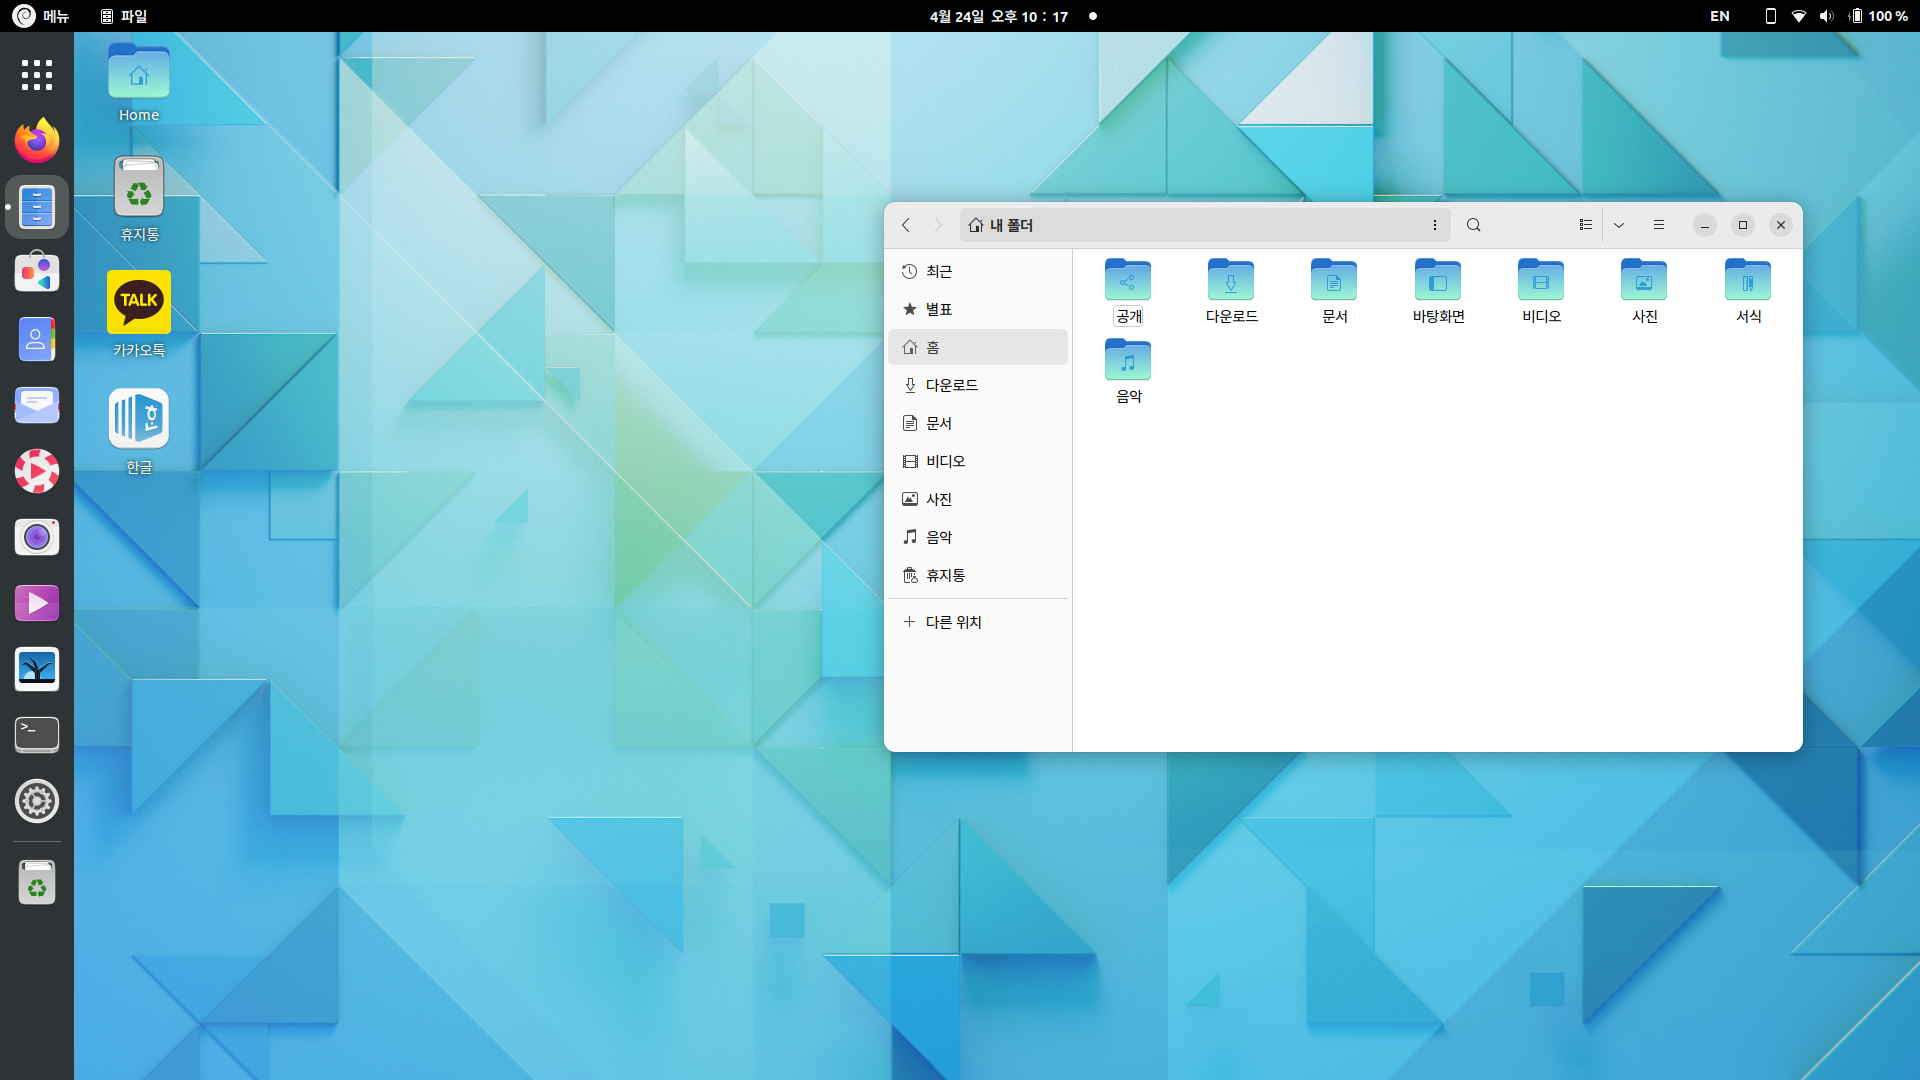 메뉴 파일 4월 24일 오후 10 : 17 EN 100 %
Home
휴지통
TALK
카카오톡
한
한글
>_
내 폴더
최근
별표
홈
다운로드
문서
비디오
사진
음악
휴지통
다른 위치
공개 다운로드 문서 바탕화면 비디오 사진 서식
음악